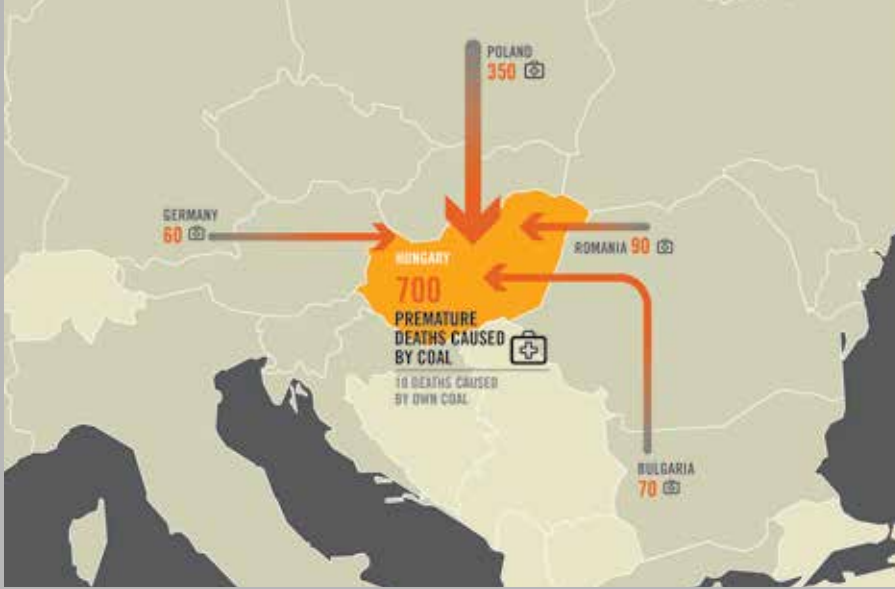 POLAND
350
GERMANY
60
ROMANIA 90
HUNGARY
700
PREMATURE
DEATHS CAUSED
BY COAL
10 DEATHS CAUSED
BY OWN COAL
BULGARIA
70